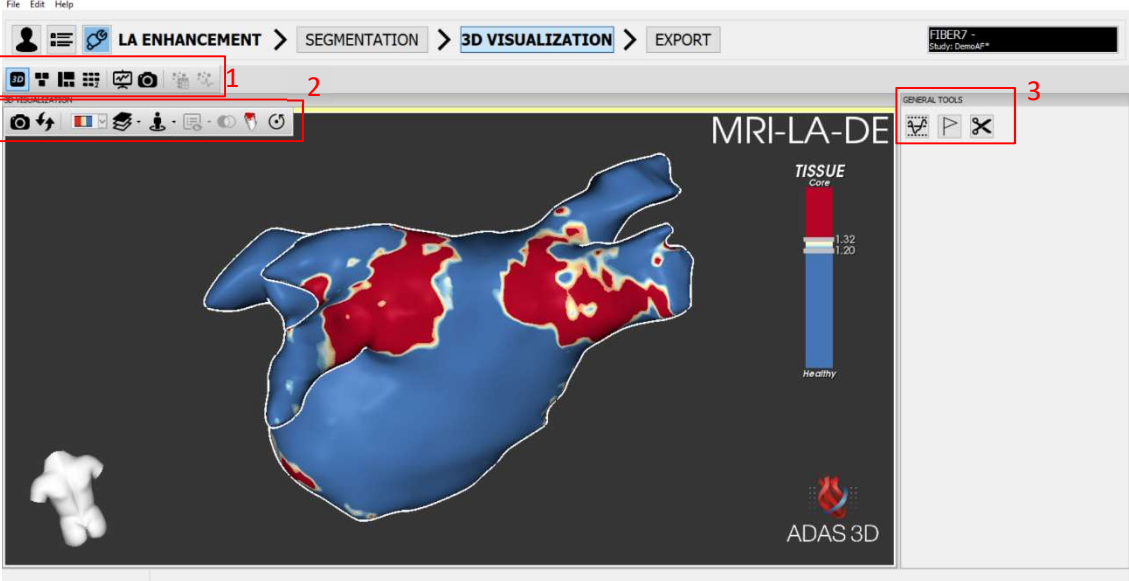 File Edit Help
LA ENHANCEMENT SEGMENTATION 3D VISUALIZATION EXPORT
FIBER7 -
Study: DemoAF*
3D
1
3D VISUALIZATION
2
GENERAL TOOLS
3
MRI-LA-DE
TISSUE
Core
1.32
1.20
Healthy
ADAS 3D